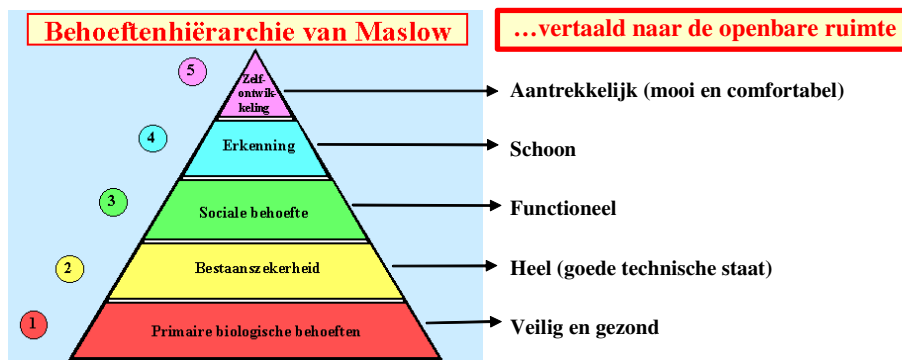 Behoeftenhiërarchie van Maslow
…vertaald naar de openbare ruimte
5
Zelf-
ontwik-
keling
Aantrekkelijk (mooi en comfortabel)
4
Erkenning
Schoon
3
Sociale behoefte
Functioneel
2
Bestaanszekerheid
Heel (goede technische staat)
1
Primaire biologische behoeften
Veilig en gezond